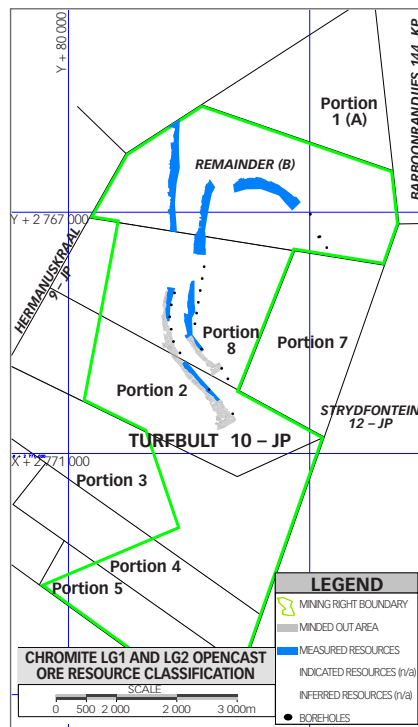 Y + 80 000
BARBOONRANDJES 144 KP
Portion
1 (A)
REMAINDER (B)
Y + 2 767 000
HERMANUSKRAAL
9 – JP
Portion
8
Portion 7
Portion 2
STRYDFONTEIN
12 – JP
TURFBULT 10 – JP
X + 2 771 000
Portion 3
Portion 4
Portion 5
LEGEND
MINING RIGHT BOUNDARY
MINDED OUT AREA
MEASURED RESOURCES
INDICATED RESOURCES (n/a)
INFERRED RESOURCES (n/a)
BOREHOLES
CHROMITE LG1 AND LG2 OPENCAST
ORE RESOURCE CLASSIFICATION
SCALE
0 500 2 000 2 000 3 000m